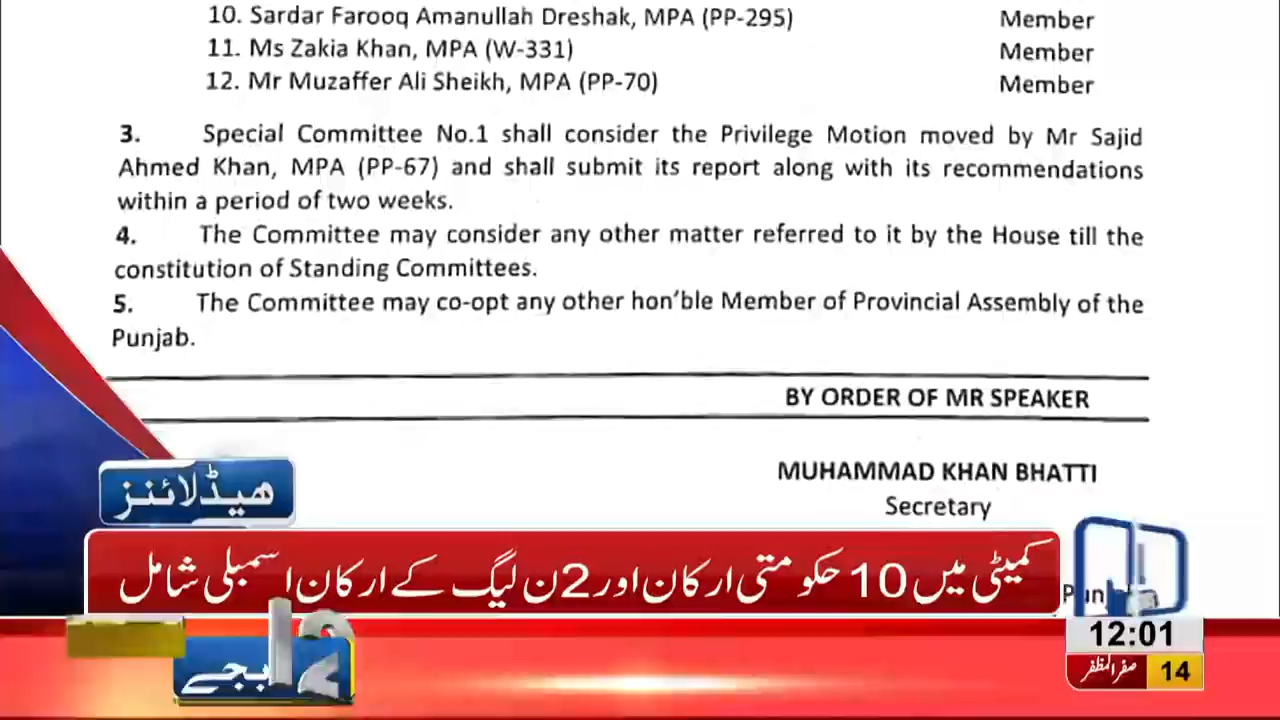 10. Sardar Farooq Amanullah Dreshak, MPA (PP-295) Member
11. Ms Zakia Khan, MPA (W-331) Member
12. Mr Muzaffer Ali Sheikh, MPA (PP-70) Member
3. Special Committee No.1 shall consider the Privilege Motion moved by Mr Sajid
Ahmed Khan, MPA (PP-67) and shall submit its report along with its recommendations
within a period of two weeks.
4. The Committee may consider any other matter referred to it by the House till the
constitution of Standing Committees.
5. The Committee may co-opt any other hon'ble Member of Provincial Assembly of the
Punjab.
BY ORDER OF MR SPEAKER
MUHAMMAD KHAN BHATTI
Secretary
ھیڈلائنز
کمیٹی میں 10 حکومتی ارکان اور 2 ن لیگ کے ارکان اسمبلی شامل
12:01
بجے
14 صفر المظفر